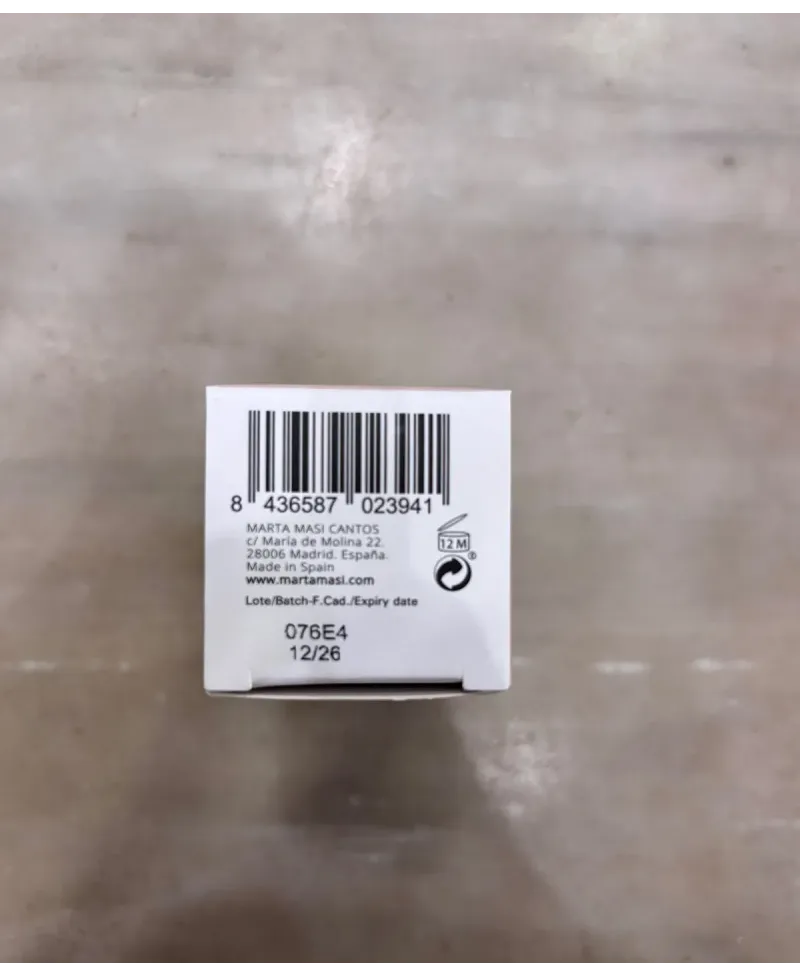 8 436587 023941
MARTA MASI CANTOS
c/ María de Molina 22.
28006 Madrid. España.
Made in Spain
www.martamasi.com
12 M
®
Lote/Batch-F.Cad./Expiry date
076E4
12/26